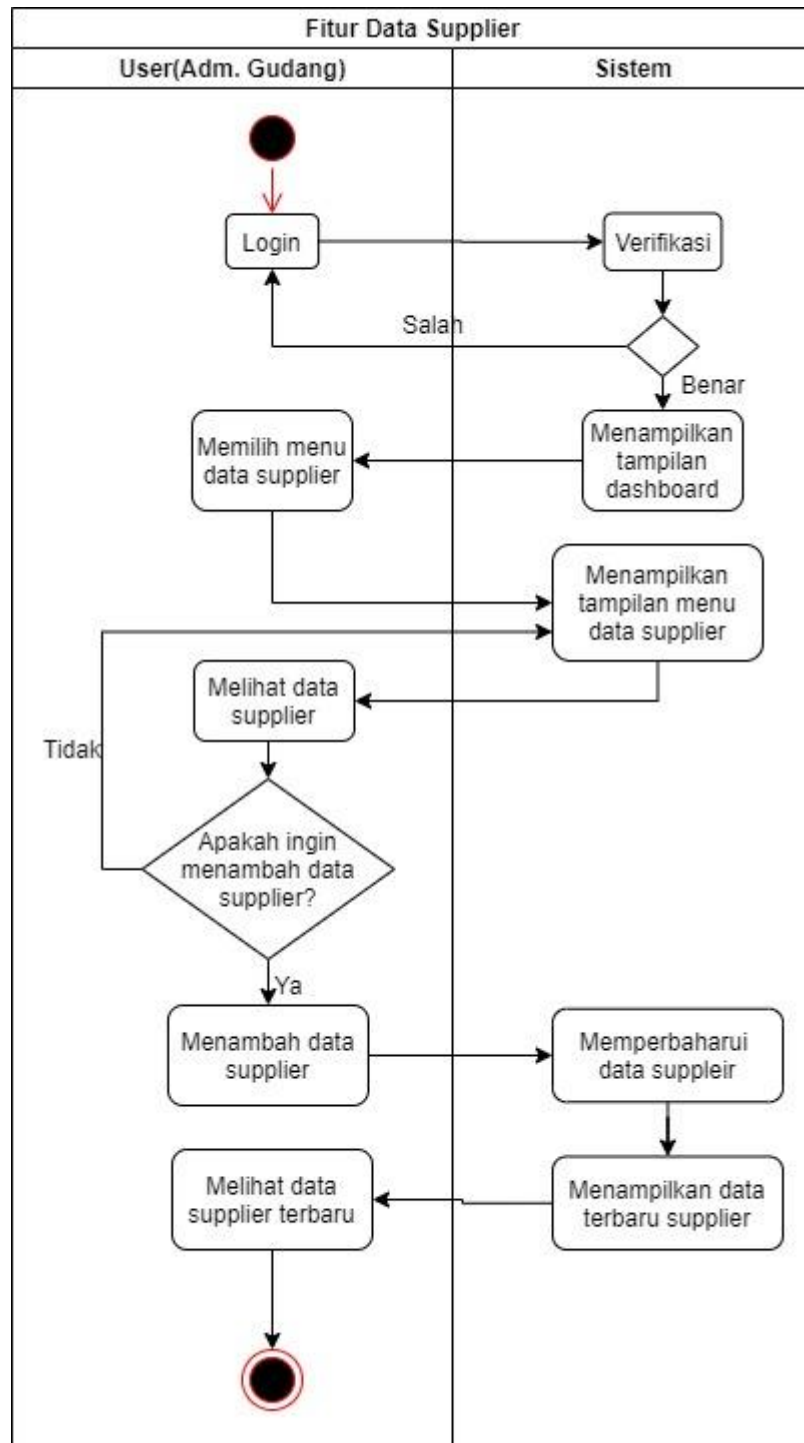 Fitur Data Supplier
User(Adm. Gudang)
Sistem
Login
Verifikasi
Salah
Benar
Memilih menu
data supplier
Menampilkan
tampilan
dashboard
Menampilkan
tampilan menu
data supplier
Melihat data
supplier
Tidak
Apakah ingin
menambah data
supplier?
Ya
Menambah data
supplier
Memperbaharui
data suppleir
Melihat data
supplier terbaru
Menampilkan data
terbaru supplier